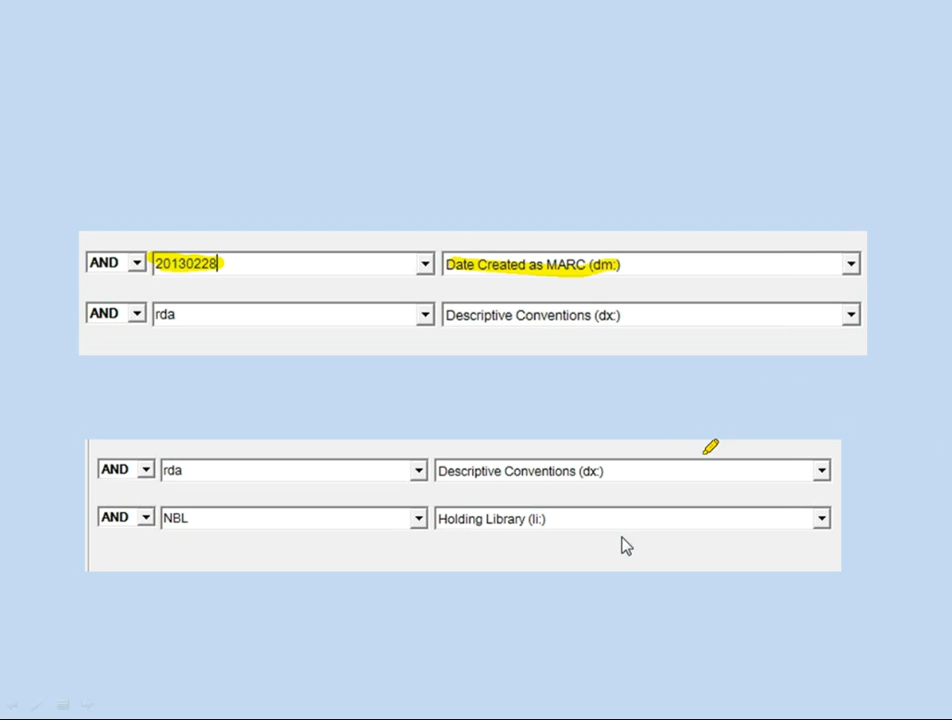 AND 20130228 Date Created as MARC (dm:)
AND rda Descriptive Conventions (dx:)
AND rda Descriptive Conventions (dx:)
AND NBL Holding Library (li:)